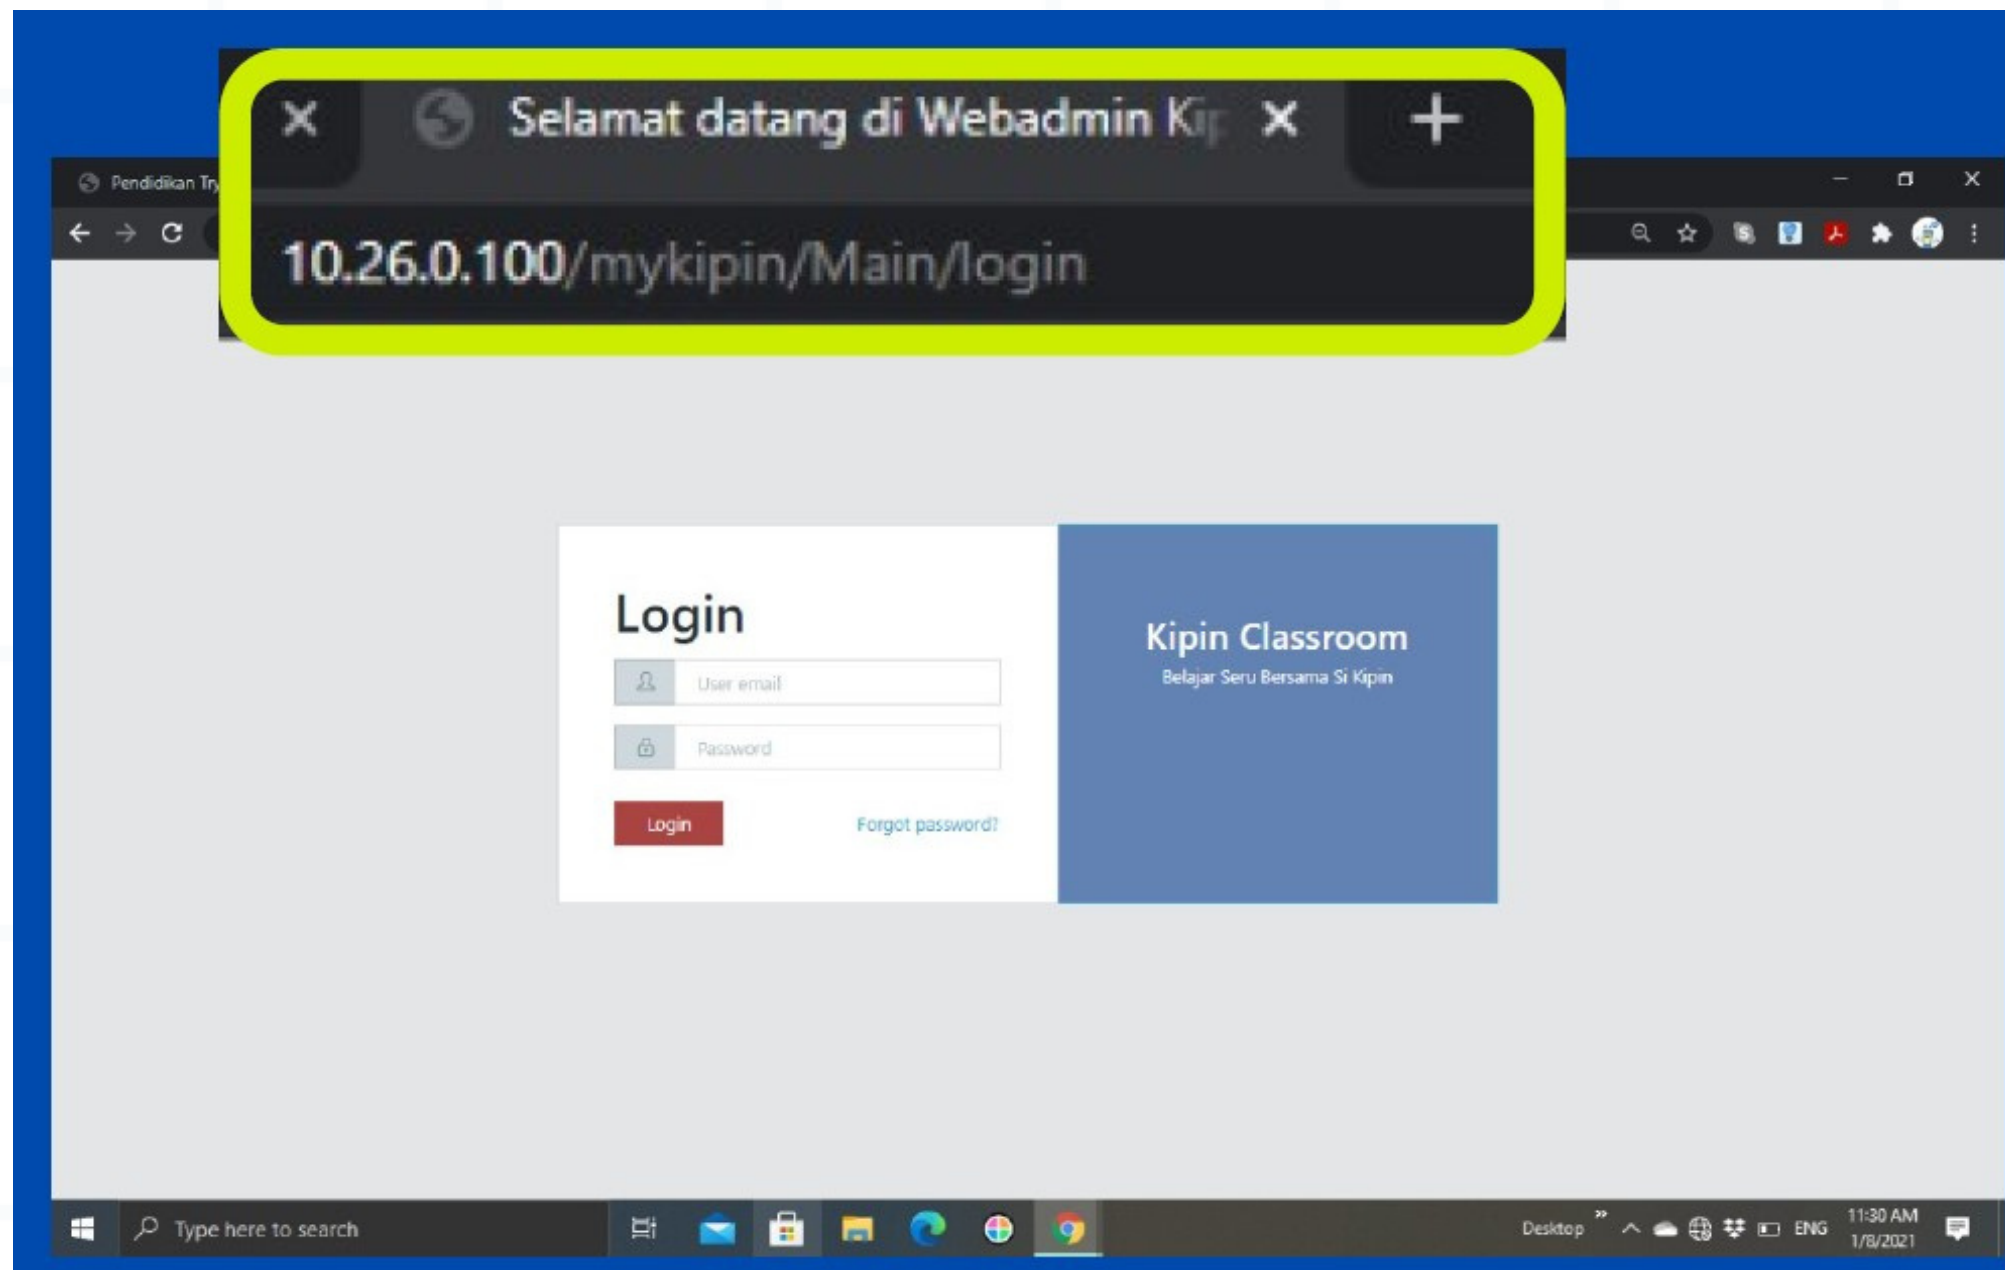 Selamat datang di Webadmin
Pendidikan
10.26.0.100/mykipin/Main/login
Login
Kipin Classroom
User email
Belajar Seru Bersama Si Kipin
Password
Login
Forgot password?
Type here to search
Desktop
ENG
11:30 AM
1/8/2021